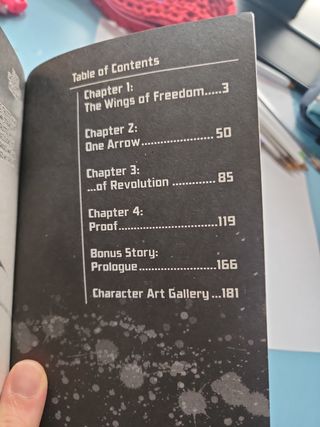 Table of Contents
Chapter 1:
The Wings of Freedom.....3
Chapter 2:
One Arrow...................... 50
Chapter 3:
...of Revolution ............. 85
Chapter 4:
Proof..............................119
Bonus Story:
Prologue.......................166
Character Art Gallery ...181